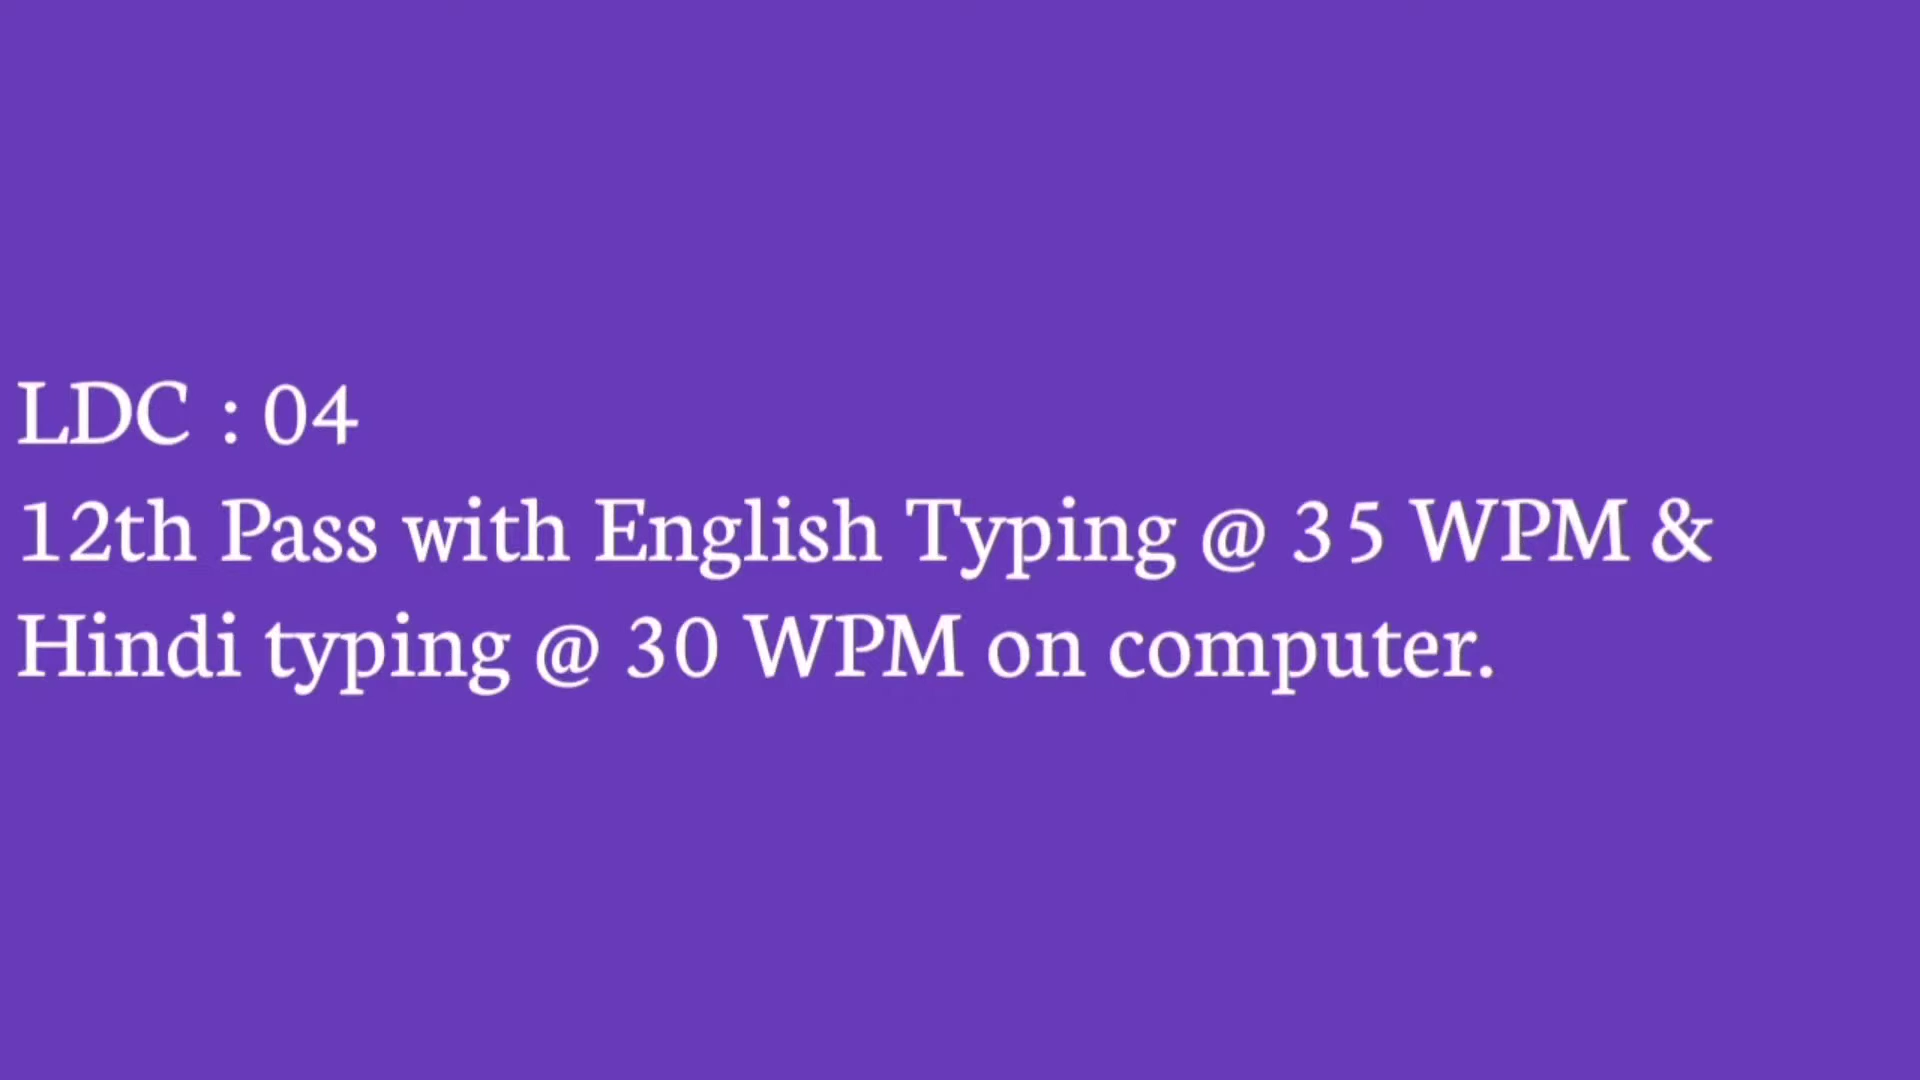 LDC : 04
12th Pass with English Typing @ 35 WPM &
Hindi typing @ 30 WPM on computer.